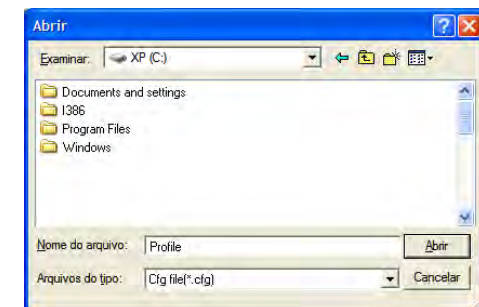 Abrir
Examinar: XP (C:)
Documents and settings
I386
Program Files
Windows
Nome do arquivo: Profile Abrir
Arquivos do tipo: Cfg file(*.cfg) Cancelar